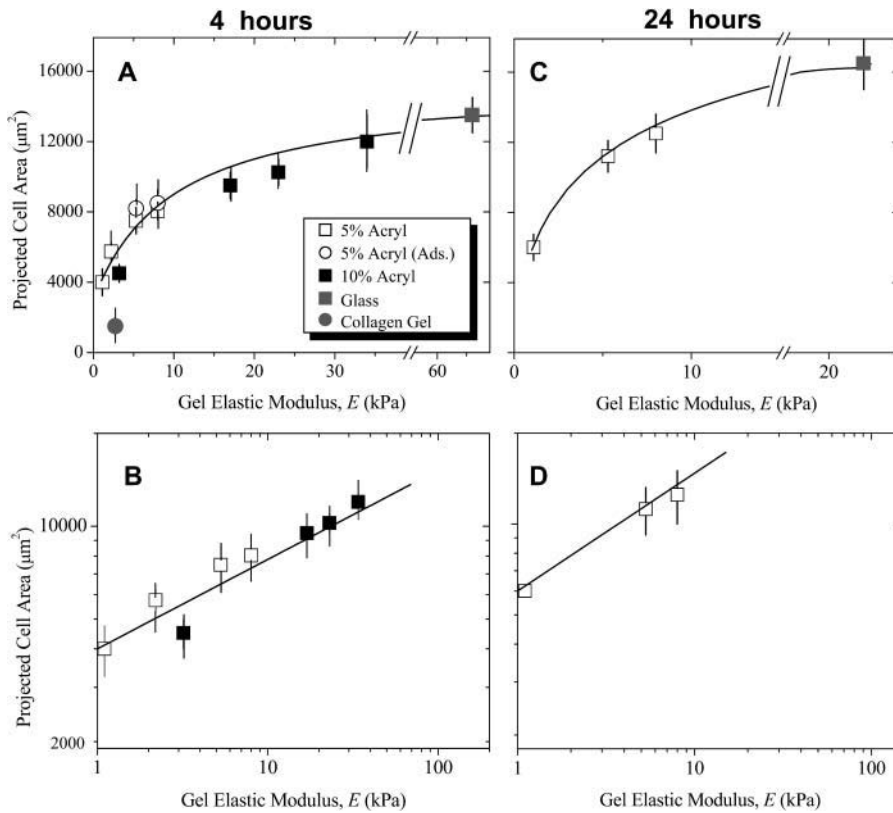 4 hours
24 hours
A
Projected Cell Area (μm²)
16000
12000
8000
4000
0
0 10 20 30 60
Gel Elastic Modulus, E (kPa)
5% Acryl
5% Acryl (Ads.)
10% Acryl
Glass
Collagen Gel
C
0 10 20
Gel Elastic Modulus, E (kPa)
B
Projected Cell Area (μm²)
10000
2000
1 10 100
Gel Elastic Modulus, E (kPa)
D
1 10 100
Gel Elastic Modulus, E (kPa)